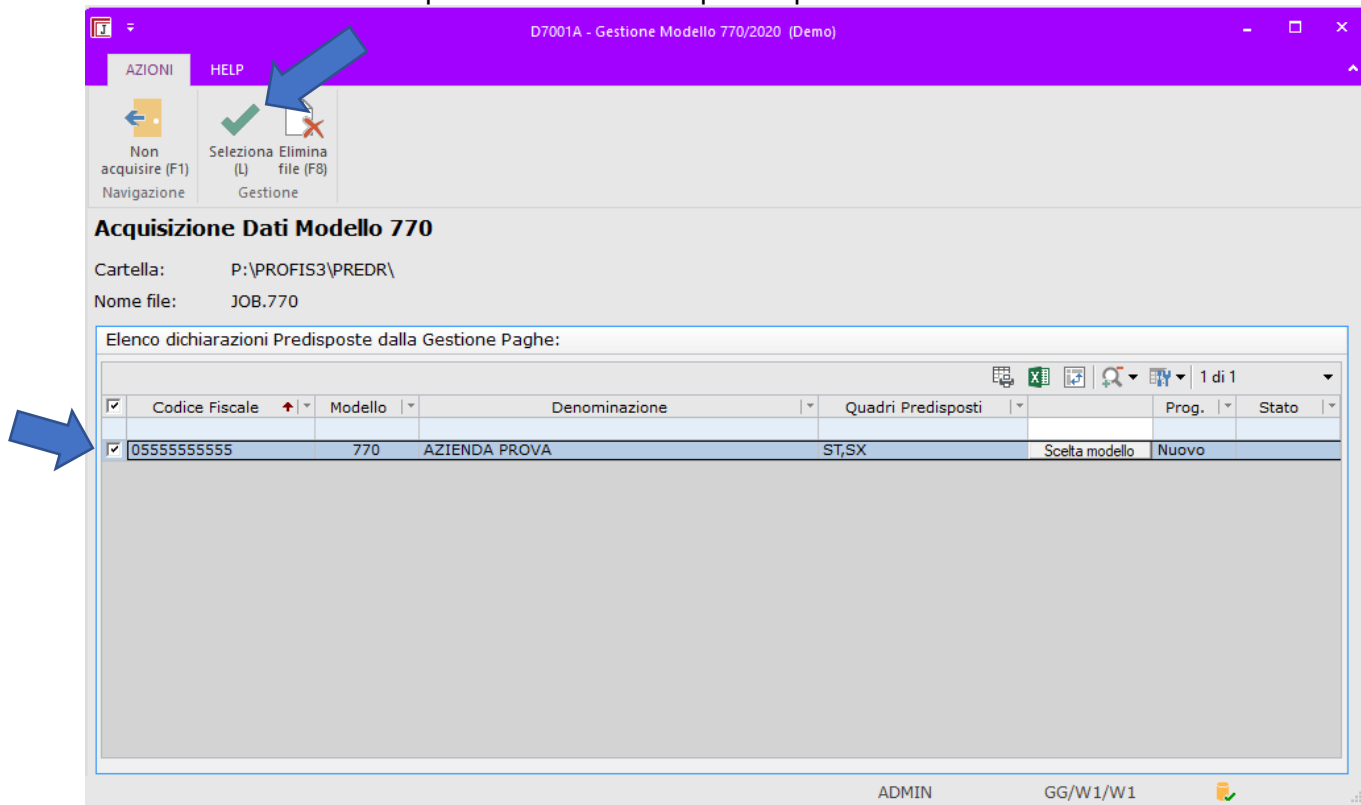 D7001A - Gestione Modello 770/2020 (Demo)
AZIONI HELP
Non acquisire (F1)
Seleziona (L)
Elimina file (F8)
Navigazione Gestione
Acquisizione Dati Modello 770
Cartella: P:\PROFIS3\PREDR\
Nome file: JOB.770
Elenco dichiarazioni Predisposte dalla Gestione Paghe:
1 di 1
Codice Fiscale Modello Denominazione Quadri Predisposti Prog. Stato
05555555555 770 AZIENDA PROVA ST,SX Scelta modello Nuovo
ADMIN GG/W1/W1